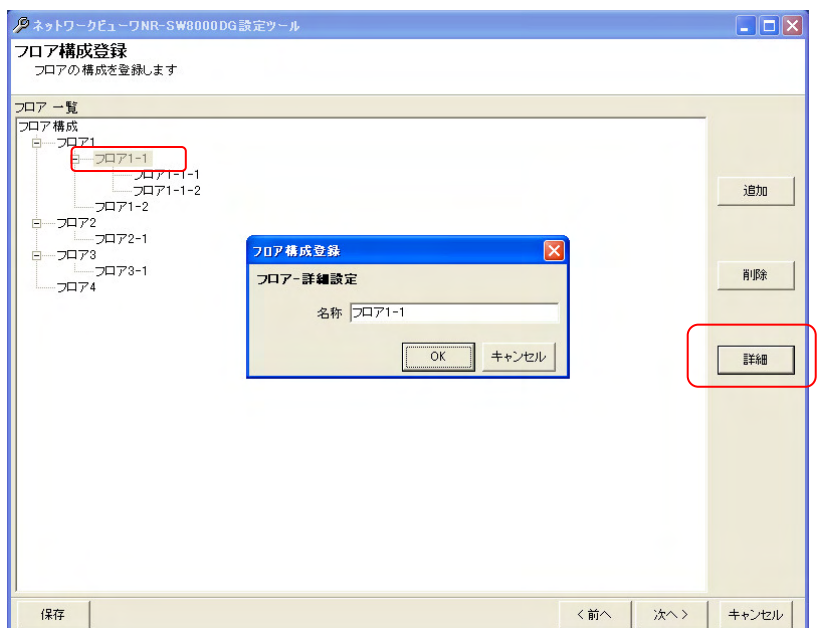 ネットワークビューワNR-SW8000DG設定ツール
フロア構成登録
フロアの構成を登録します
フロア一覧
フロア構成
フロア1
フロア1-1
フロア1-1-1
フロア1-1-2
フロア1-2
フロア2
フロア2-1
フロア3
フロア3-1
フロア4
追加
削除
詳細
フロア構成登録
フロアー詳細設定
名称 フロア1-1
OK キャンセル
保存 <前へ 次へ> キャンセル